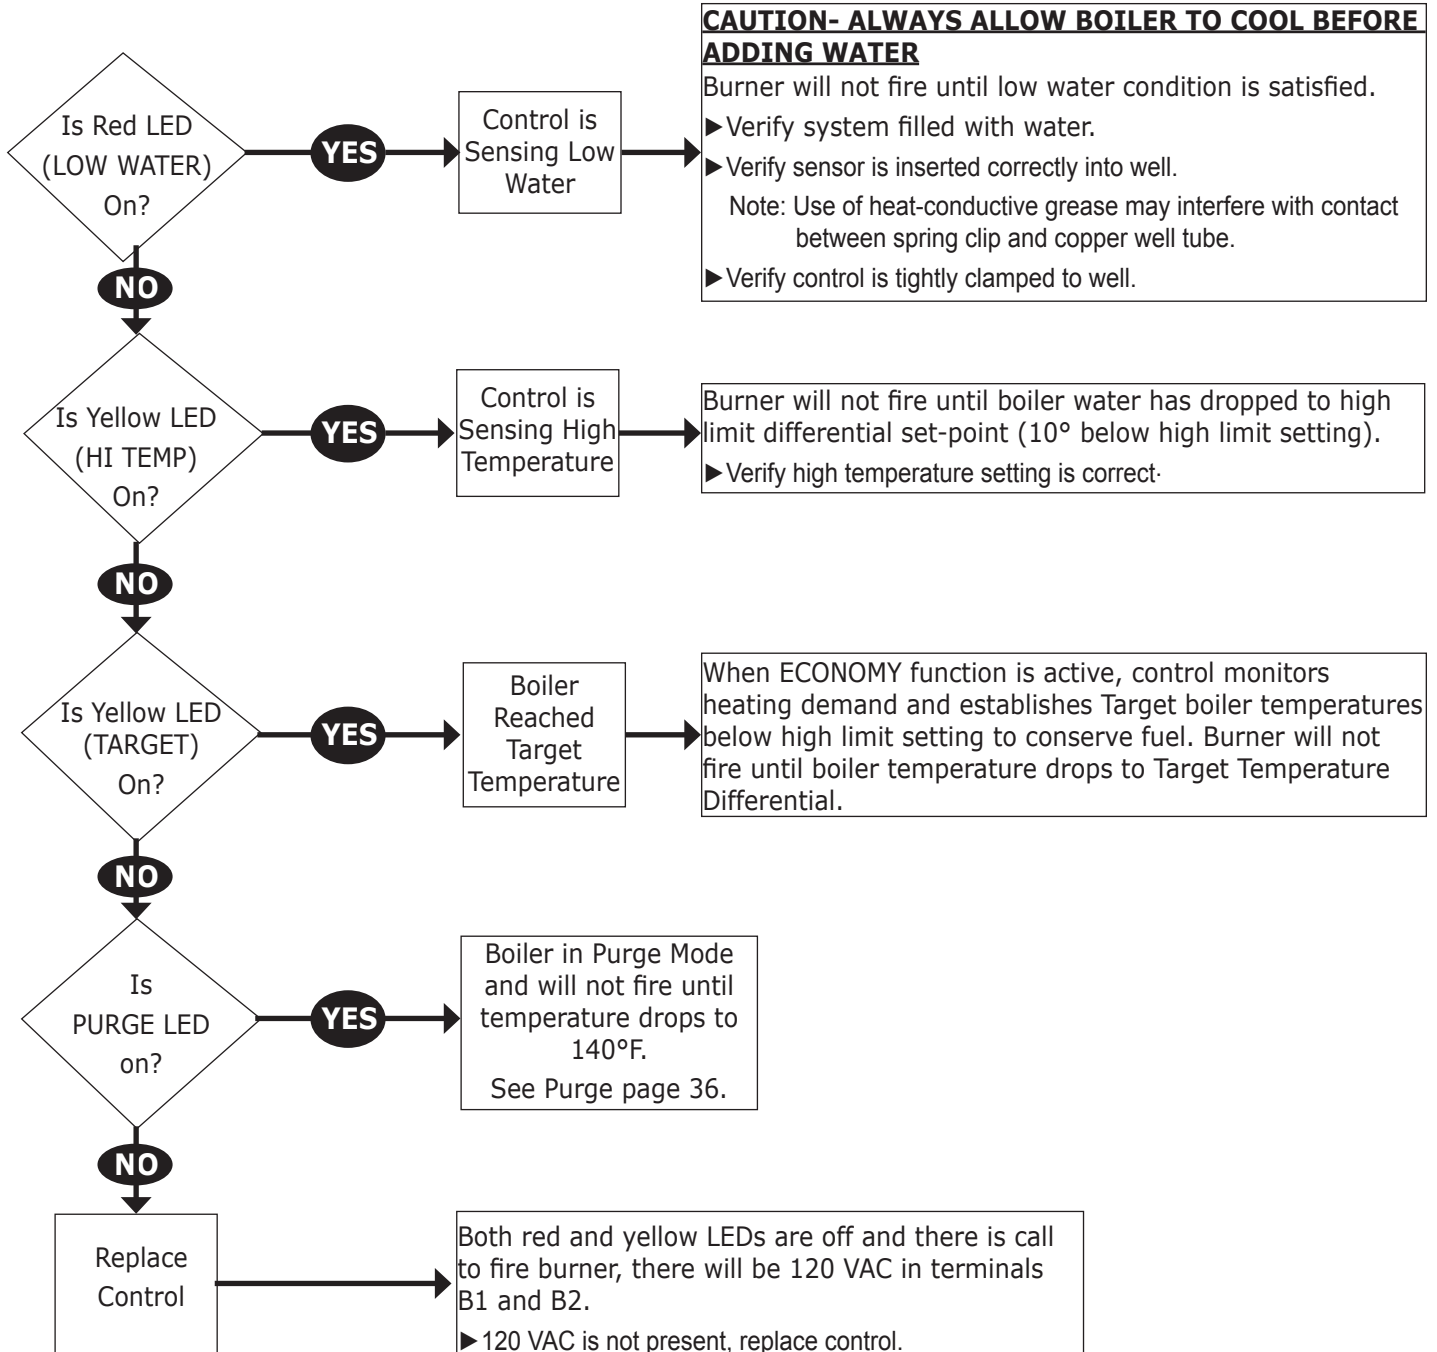 Is Red LED
(LOW WATER)
On?
YES
Control is
Sensing Low
Water
CAUTION- ALWAYS ALLOW BOILER TO COOL BEFORE
ADDING WATER
Burner will not fire until low water condition is satisfied.
►Verify system filled with water.
►Verify sensor is inserted correctly into well.
Note: Use of heat-conductive grease may interfere with contact
between spring clip and copper well tube.
►Verify control is tightly clamped to well.
NO
Is Yellow LED
(HI TEMP)
On?
YES
Control is
Sensing High
Temperature
Burner will not fire until boiler water has dropped to high
limit differential set-point (10° below high limit setting).
►Verify high temperature setting is correct.
NO
Is Yellow LED
(TARGET)
On?
YES
Boiler
Reached
Target
Temperature
When ECONOMY function is active, control monitors
heating demand and establishes Target boiler temperatures
below high limit setting to conserve fuel. Burner will not
fire until boiler temperature drops to Target Temperature
Differential.
NO
Is
PURGE LED
on?
YES
Boiler in Purge Mode
and will not fire until
temperature drops to
140°F.
See Purge page 36.
NO
Replace
Control
Both red and yellow LEDs are off and there is call
to fire burner, there will be 120 VAC in terminals
B1 and B2.
►120 VAC is not present, replace control.